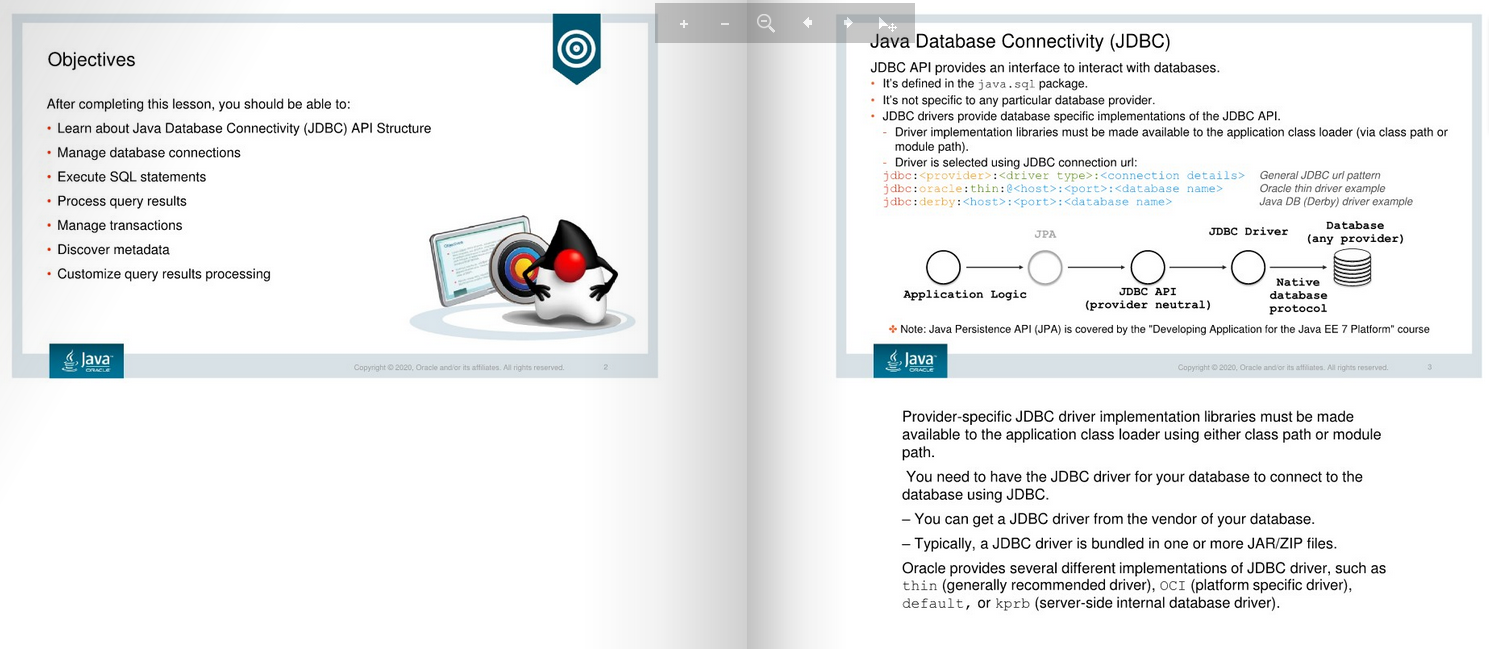 Objectives
After completing this lesson, you should be able to:
• Learn about Java Database Connectivity (JDBC) API Structure
• Manage database connections
• Execute SQL statements
• Process query results
• Manage transactions
• Discover metadata
• Customize query results processing
Objectives
Java
ORACLE
Copyright © 2020, Oracle and/or its affiliates. All rights reserved.
2
Java Database Connectivity (JDBC)
JDBC API provides an interface to interact with databases.
• It's defined in the java.sql package.
• It's not specific to any particular database provider.
• JDBC drivers provide database specific implementations of the JDBC API.
- Driver implementation libraries must be made available to the application class loader (via class path or
module path).
- Driver is selected using JDBC connection url:
jdbc:<provider>:<driver type>:<connection details> General JDBC url pattern
jdbc:oracle:thin:@<host>:<port>:<database name> Oracle thin driver example
jdbc:derby:<host>:<port>:<database name> Java DB (Derby) driver example
JPA
JDBC Driver
Database
(any provider)
Application Logic
JDBC API
(provider neutral)
Native
database
protocol
✤ Note: Java Persistence API (JPA) is covered by the "Developing Application for the Java EE 7 Platform" course
Java
ORACLE
Copyright © 2020, Oracle and/or its affiliates. All rights reserved.
3
Provider-specific JDBC driver implementation libraries must be made
available to the application class loader using either class path or module
path.
You need to have the JDBC driver for your database to connect to the
database using JDBC.
– You can get a JDBC driver from the vendor of your database.
– Typically, a JDBC driver is bundled in one or more JAR/ZIP files.
Oracle provides several different implementations of JDBC driver, such as
thin (generally recommended driver), OCI (platform specific driver),
default, or kprb (server-side internal database driver).